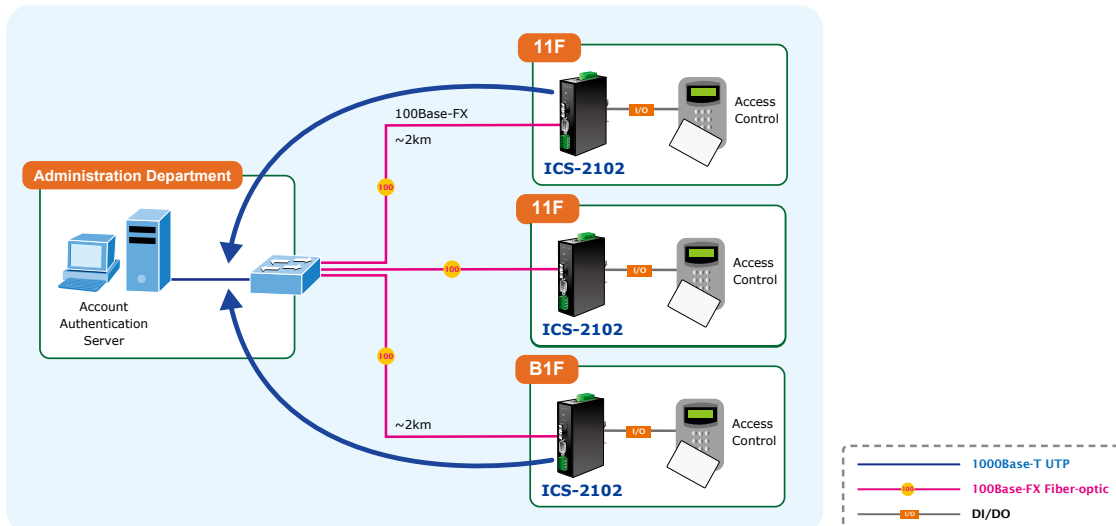 11F
I/O
Access
Control
ICS-2102
100Base-FX
~2km
100
Administration Department
Account
Authentication
Server
11F
100
I/O
Access
Control
ICS-2102
100
B1F
~2km
I/O
Access
Control
ICS-2102
1000Base-T UTP
100
100Base-FX Fiber-optic
I/O
DI/DO